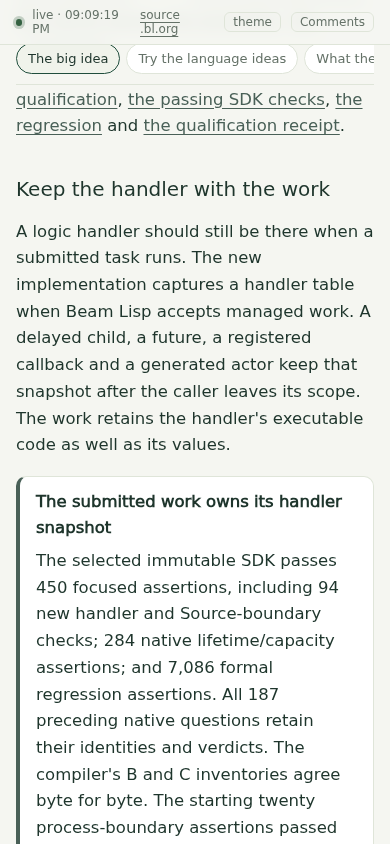 live · 09:09:19 PM
source .bl.org
theme
Comments
The big idea
Try the language ideas
What the
qualification, the passing SDK checks, the
regression and the qualification receipt.
Keep the handler with the work
A logic handler should still be there when a
submitted task runs. The new
implementation captures a handler table
when Beam Lisp accepts managed work. A
delayed child, a future, a registered
callback and a generated actor keep that
snapshot after the caller leaves its scope.
The work retains the handler's executable
code as well as its values.
The submitted work owns its handler
snapshot
The selected immutable SDK passes
450 focused assertions, including 94
new handler and Source-boundary
checks; 284 native lifetime/capacity
assertions; and 7,086 formal
regression assertions. All 187
preceding native questions retain
their identities and verdicts. The
compiler's B and C inventories agree
byte for byte. The starting twenty
process-boundary assertions passed